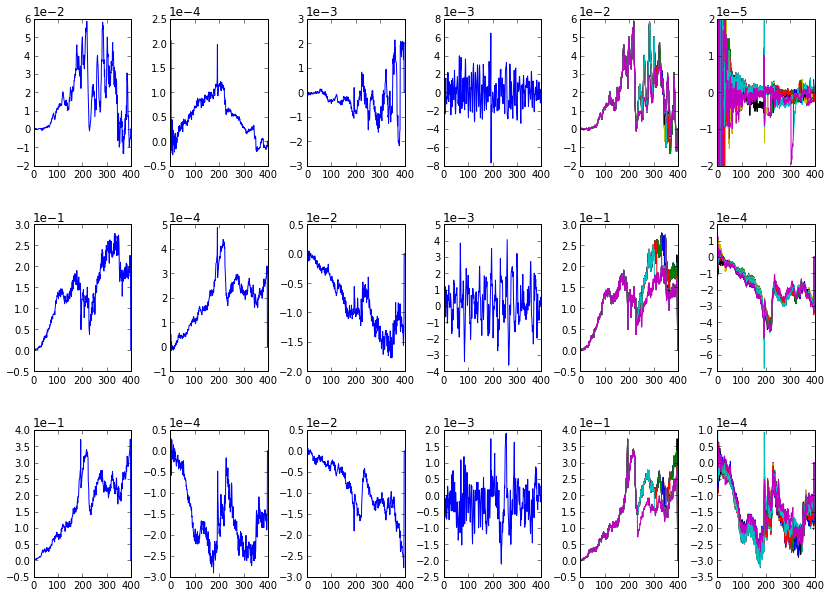 1e−2 1e−4 1e−3 1e−3 1e−2 1e−5
6 2.5 3 8 6 2
5 2.0 2 6 5 1
4 1.5 1 4 4 0
3 1.0 0 2 3 −1
2 0.5 −1 0 2 −2
1 0.0 −2 −2 1
0 −0.5 −3 −4 0
−1 −6 −1
−2 −8 −2
0 100 200 300 400 0 100 200 300 400 0 100 200 300 400 0 100 200 300 400 0 100 200 300 400 0 100 200 300 400
1e−1 1e−4 1e−2 1e−3 1e−1 1e−4
3.0 5 0.5 5 3.0 2
2.5 4 0.0 4 2.5 1
2.0 3 −0.5 3 2.0 0
1.5 2 −1.0 2 1.5 −1
1.0 1 −1.5 1 1.0 −2
0.5 0 −2.0 0 0.5 −3
0.0 −1 −1 0.0 −4
−0.5 −2 −0.5 −5
−3 −6
−4 −7
0 100 200 300 400 0 100 200 300 400 0 100 200 300 400 0 100 200 300 400 0 100 200 300 400 0 100 200 300 400
1e−1 1e−4 1e−2 1e−3 1e−1 1e−4
4.0 0.5 0.5 2.0 4.0 1.0
3.5 0.0 0.0 1.5 3.5 0.5
3.0 −0.5 −0.5 1.0 3.0 0.0
2.5 −1.0 −1.0 0.5 2.5 −0.5
2.0 −1.5 −1.5 0.0 2.0 −1.0
1.5 −2.0 −2.0 −0.5 1.5 −1.5
1.0 −2.5 −2.5 −1.0 1.0 −2.0
0.5 −3.0 −3.0 −1.5 0.5 −2.5
0.0 −2.0 0.0 −3.0
−0.5 −2.5 −0.5 −3.5
0 100 200 300 400 0 100 200 300 400 0 100 200 300 400 0 100 200 300 400 0 100 200 300 400 0 100 200 300 400